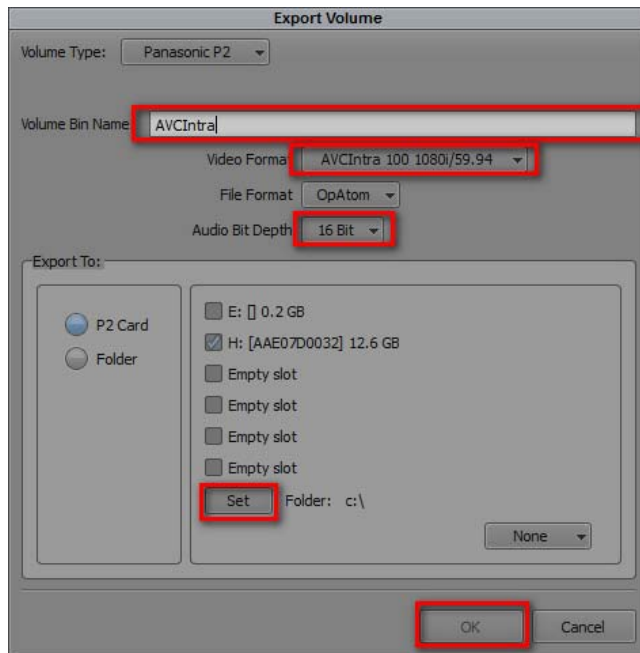 Export Volume
Volume Type: Panasonic P2
Volume Bin Name AVCIntra
Video Format AVCIntra 100 1080i/59.94
File Format OpAtom
Audio Bit Depth 16 Bit
Export To:
P2 Card
Folder
E: [] 0.2 GB
H: [AAE07D0032] 12.6 GB
Empty slot
Empty slot
Empty slot
Empty slot
Set Folder: c:\
None
OK Cancel